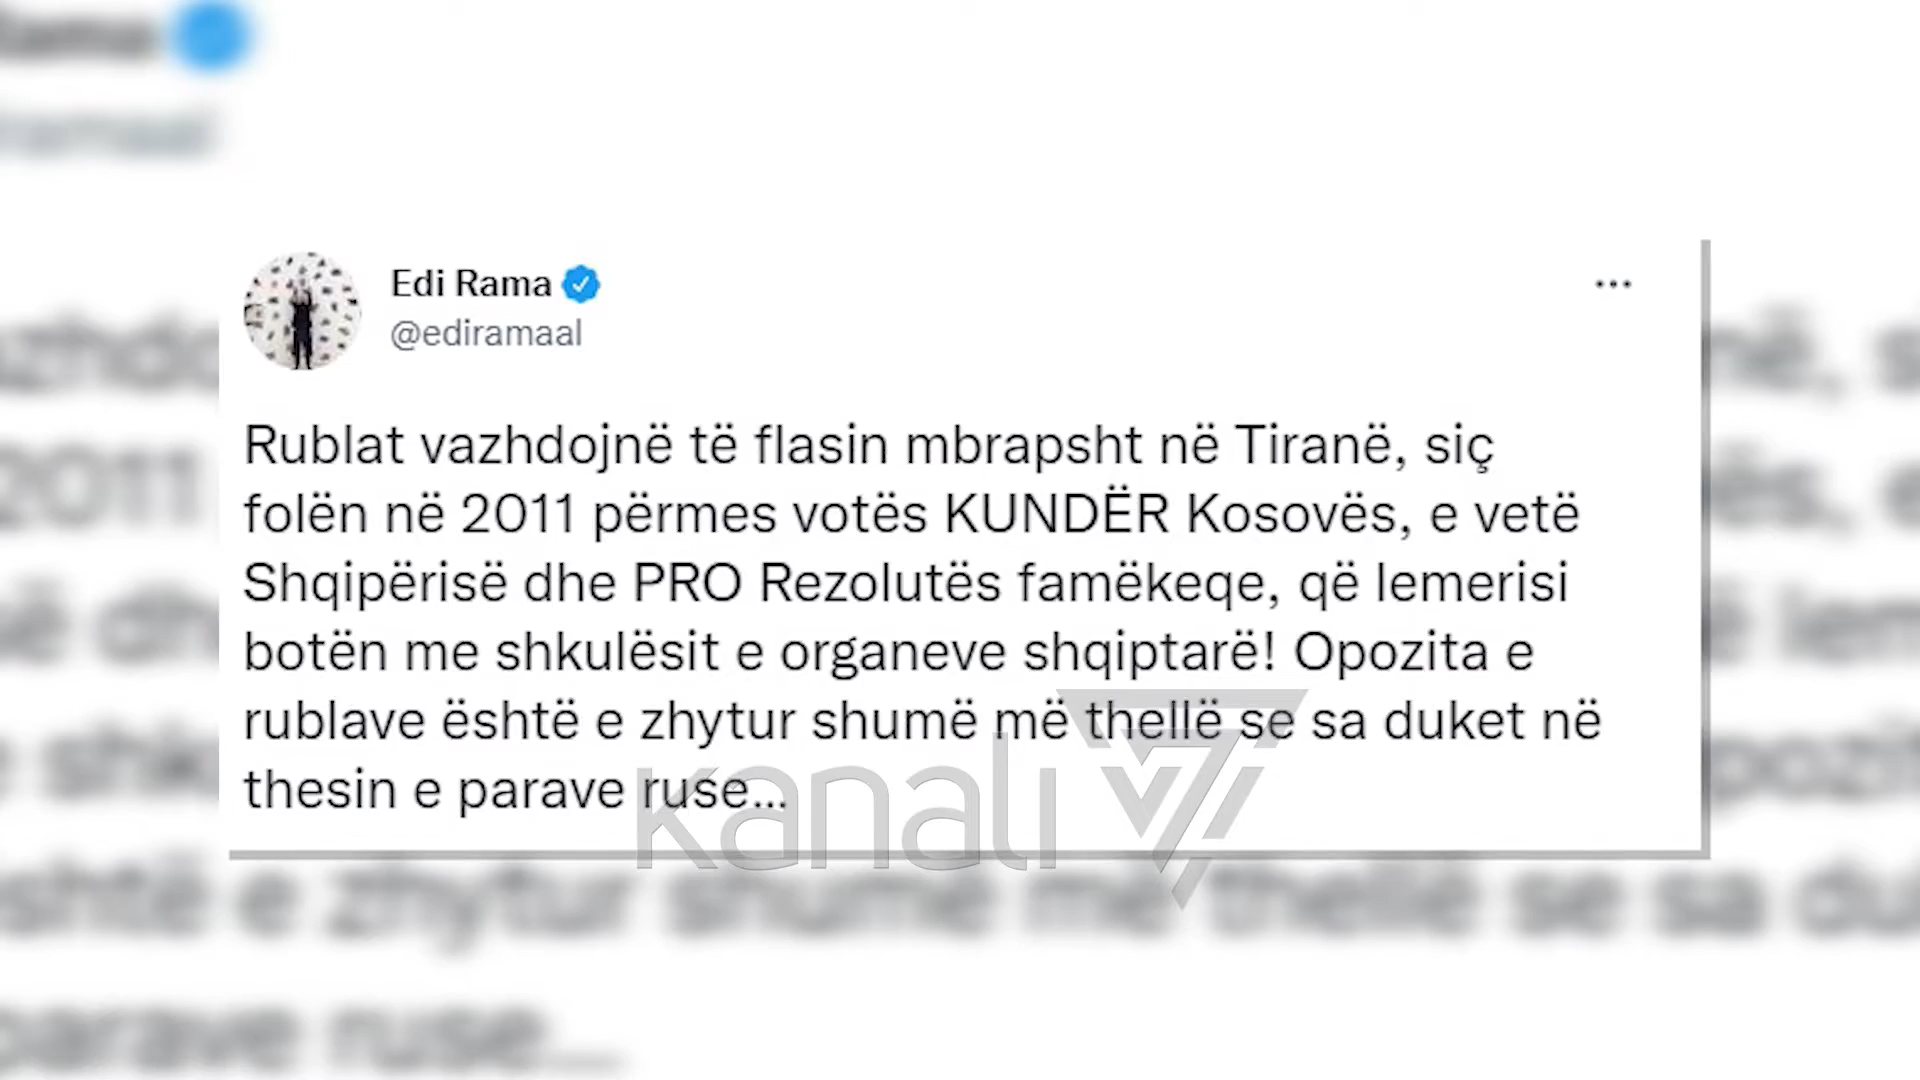 Edi Rama
@ediramaal
Rublat vazhdojnë të flasin mbrapsht në Tiranë, siç
folën në 2011 përmes votës KUNDËR Kosovës, e vetë
Shqipërisë dhe PRO Rezolutës famëkeqe, që lemerisi
botën me shkulësit e organeve shqiptarë! Opozita e
rublave është e zhytur shumë më thellë se sa duket në
thesin e parave ruse...
kanali 7